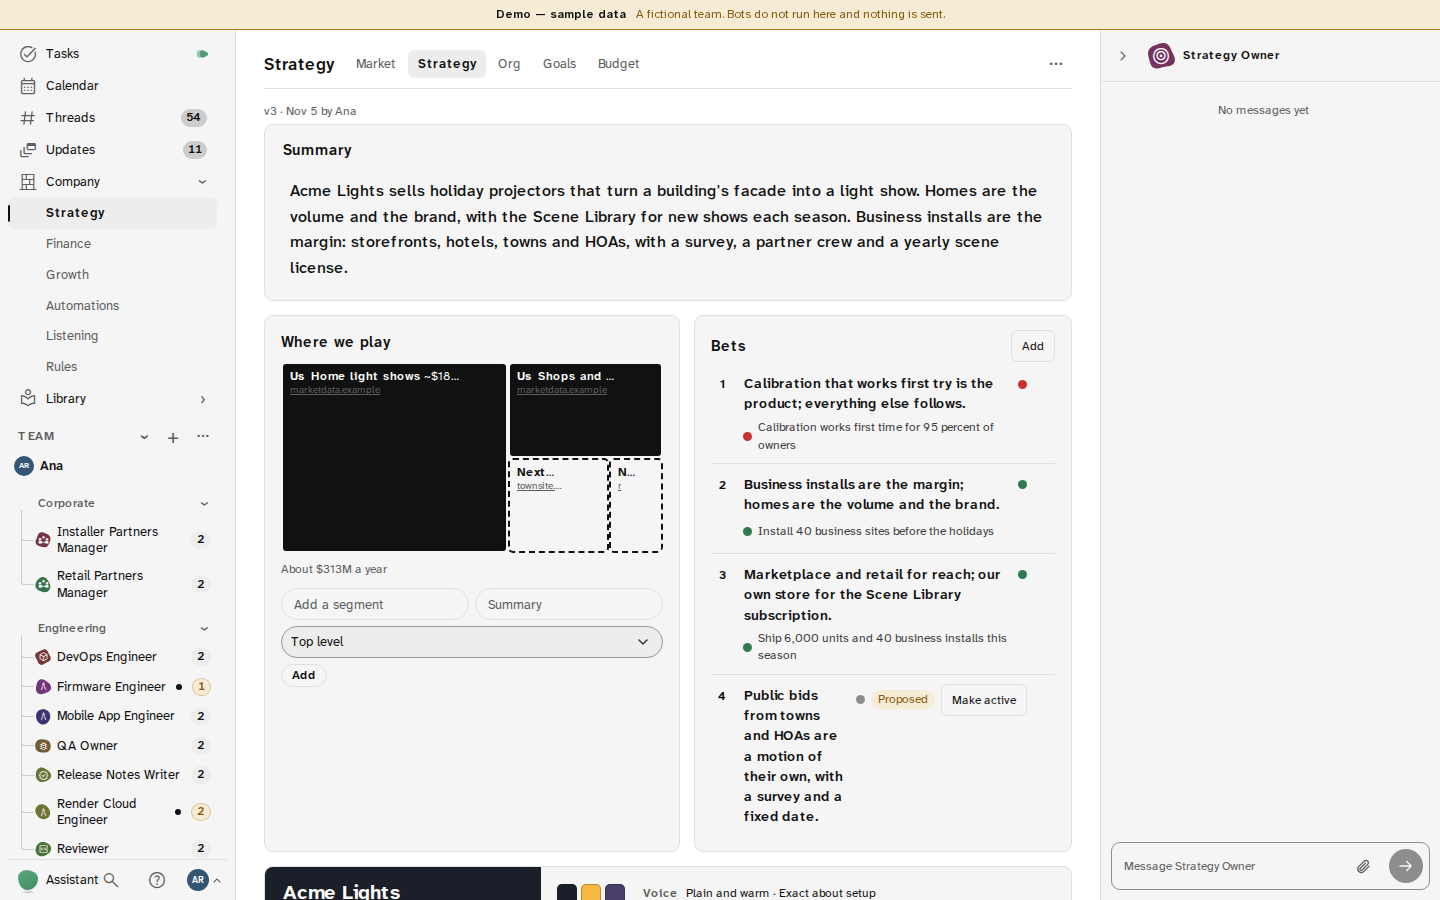 Demo — sample data A fictional team. Bots do not run here and nothing is sent.
Tasks
Calendar
Threads 54
Updates 11
Company
Strategy
Finance
Growth
Automations
Listening
Rules
Library
TEAM
AR Ana
Corporate
Installer Partners
Manager 2
Retail Partners
Manager 2
Engineering
DevOps Engineer 2
Firmware Engineer 1
Mobile App Engineer 2
QA Owner 2
Release Notes Writer 2
Render Cloud
Engineer 2
Reviewer 2
Assistant AR
Strategy Market Strategy Org Goals Budget
v3 · Nov 5 by Ana
Summary
Acme Lights sells holiday projectors that turn a building's facade into a light show. Homes are the
volume and the brand, with the Scene Library for new shows each season. Business installs are the
margin: storefronts, hotels, towns and HOAs, with a survey, a partner crew and a yearly scene
license.
Where we play
Us Home light shows ~$18...
marketdata.example
Us Shops and ...
marketdata.example
Next...
townsite....
N...
r
About $313M a year
Add a segment Summary
Top level
Add
Bets Add
1 Calibration that works first try is the
product; everything else follows.
Calibration works first time for 95 percent of
owners
2 Business installs are the margin;
homes are the volume and the brand.
Install 40 business sites before the holidays
3 Marketplace and retail for reach; our
own store for the Scene Library
subscription.
Ship 6,000 units and 40 business installs this
season
4 Public bids
from towns
and HOAs are
a motion of
their own, with
a survey and a
fixed date.
Proposed Make active
Acme Lights
Voice Plain and warm · Exact about setup
Strategy Owner
No messages yet
Message Strategy Owner